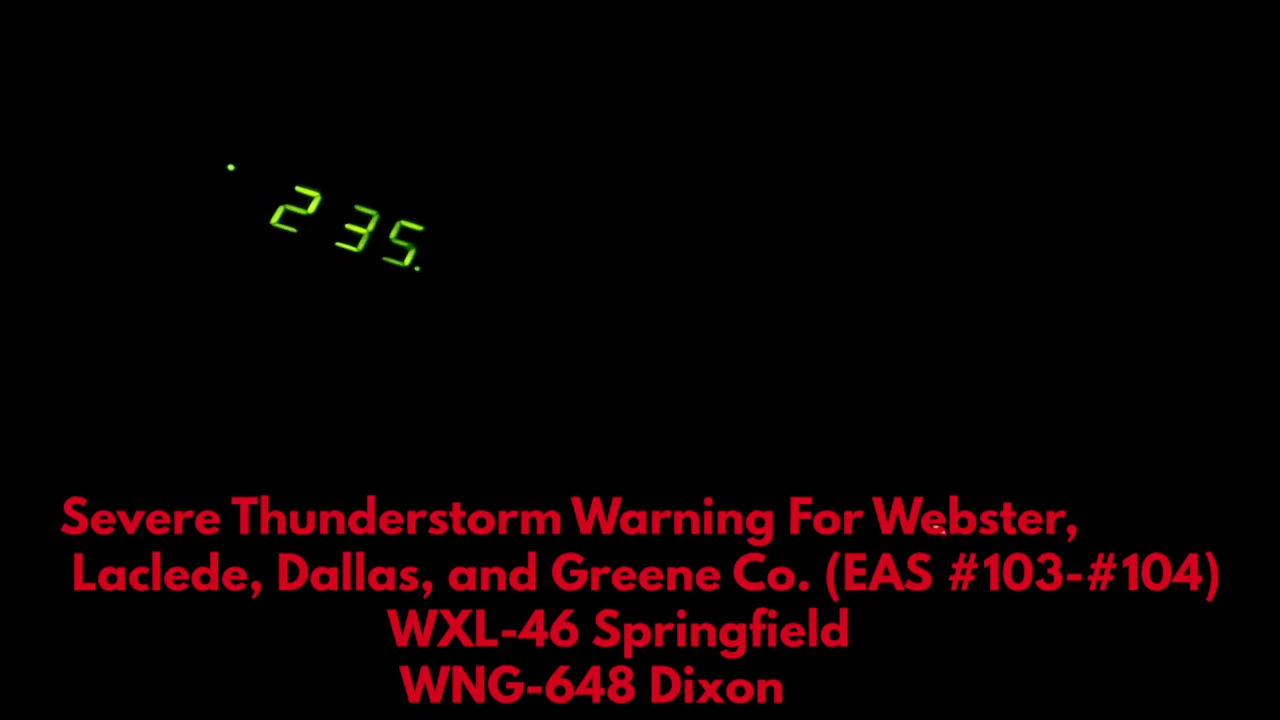 235
Severe Thunderstorm Warning For Webster,
Laclede, Dallas, and Greene Co. (EAS #103-#104)
WXL-46 Springfield
WNG-648 Dixon